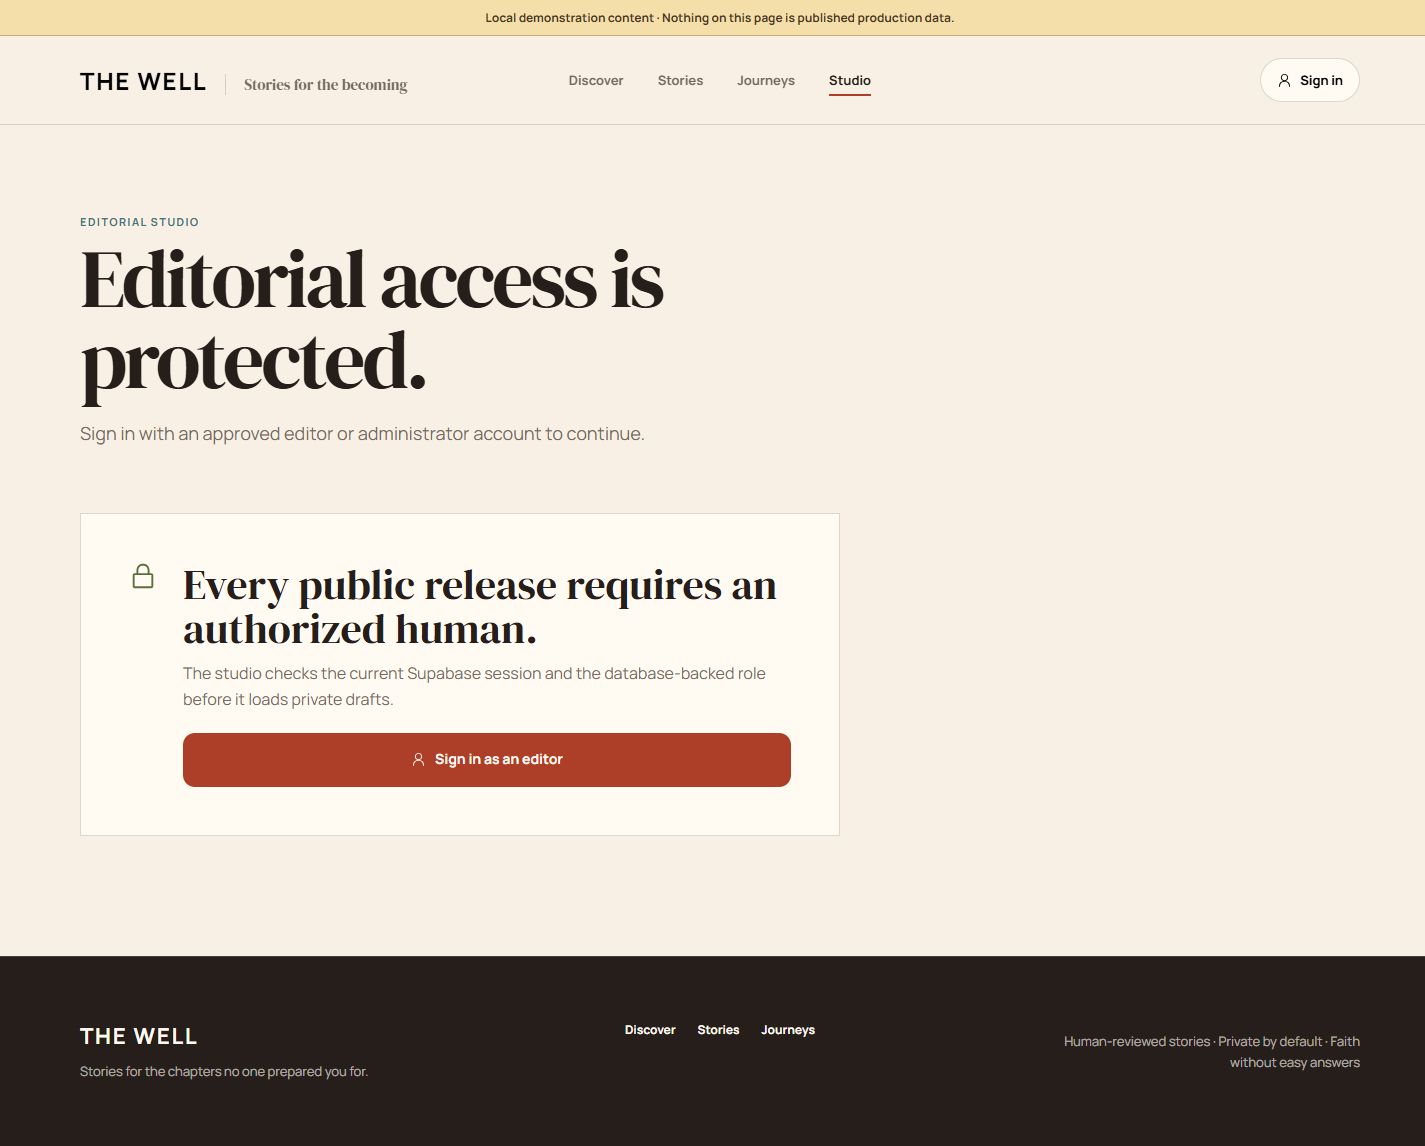 Local demonstration content · Nothing on this page is published production data.
THE WELL
Stories for the becoming
Discover
Stories
Journeys
Studio
Sign in
EDITORIAL STUDIO
Editorial access is
protected.
Sign in with an approved editor or administrator account to continue.
Every public release requires an
authorized human.
The studio checks the current Supabase session and the database-backed role
before it loads private drafts.
Sign in as an editor
THE WELL
Stories for the chapters no one prepared you for.
Discover
Stories
Journeys
Human-reviewed stories · Private by default · Faith
without easy answers